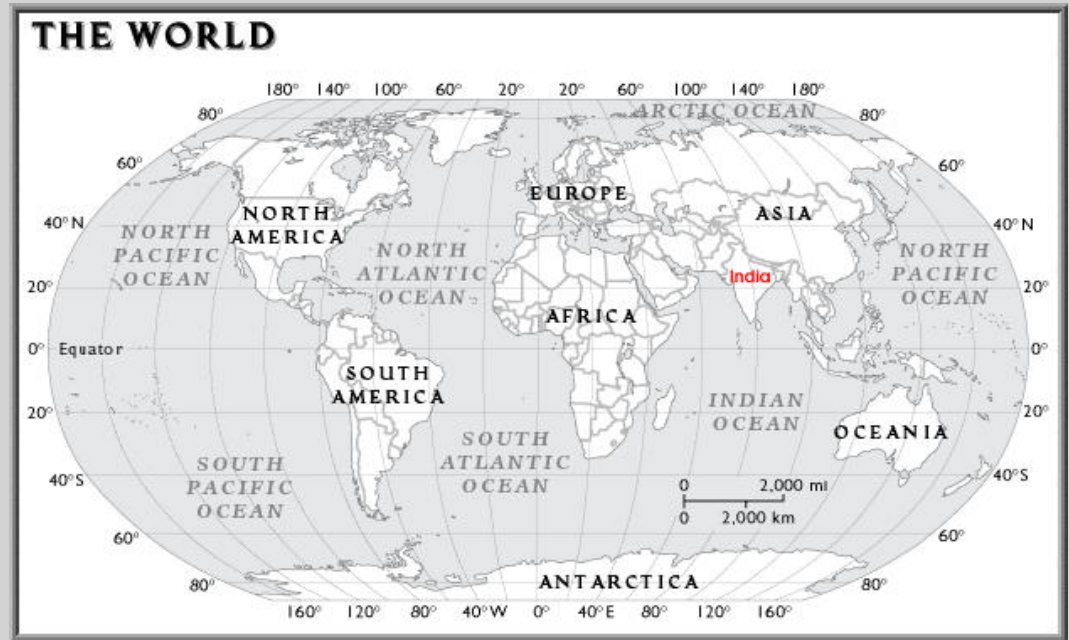 THE WORLD
180° 140° 100° 60° 20° 20° 60° 100° 140° 180°
80° ARCTIC OCEAN 80°
60° 60°
EUROPE
NORTH
AMERICA
ASIA
40° N 40° N
NORTH
PACIFIC
OCEAN
NORTH
ATLANTIC
OCEAN
NORTH
PACIFIC
OCEAN
India
20° 20°
AFRICA
0° Equator 0°
SOUTH
AMERICA
INDIAN
OCEAN
20° 20°
OCEANIA
SOUTH
ATLANTIC
OCEAN
SOUTH
PACIFIC
OCEAN
40°S 40°S
0 2,000 mi
0 2,000 km
60° 60°
80° ANTARCTICA 80°
160° 120° 80° 40°W 0° 40°E 80° 120° 160°